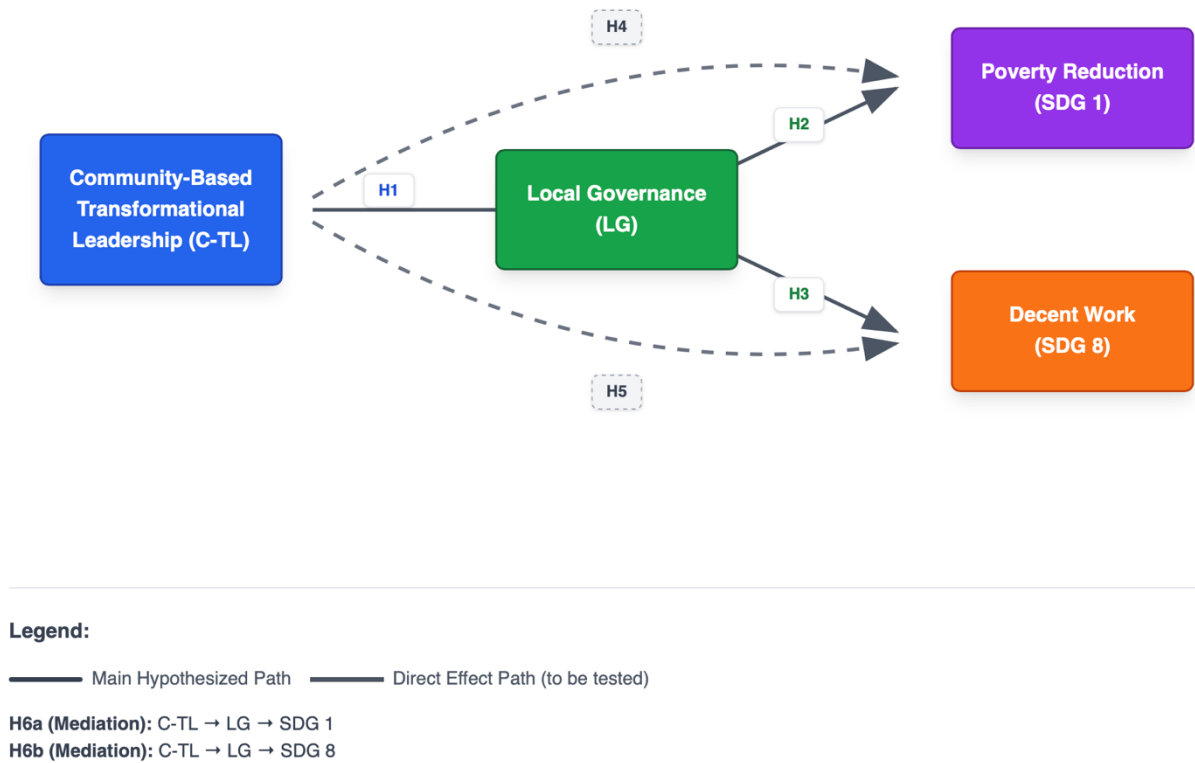 H4
Poverty Reduction
(SDG 1)
H2
Community-Based
Transformational
Leadership (C-TL)
H1
Local Governance
(LG)
H3
Decent Work
(SDG 8)
H5
Legend:
Main Hypothesized Path
Direct Effect Path (to be tested)
H6a (Mediation): C-TL → LG → SDG 1
H6b (Mediation): C-TL → LG → SDG 8